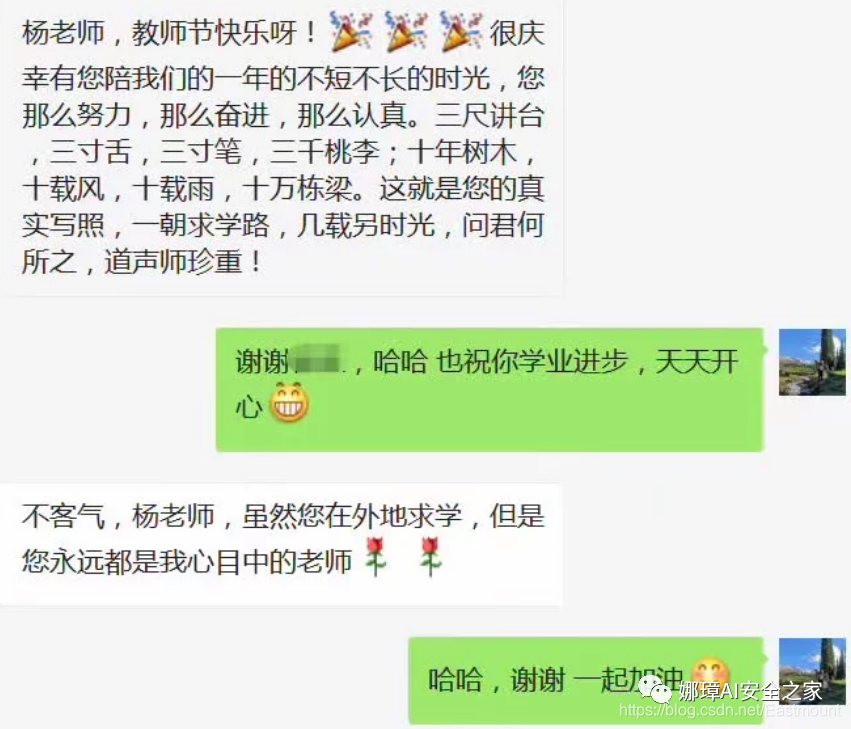 杨老师，教师节快乐呀！🎉🎉🎉很庆
幸有您陪我们的一年的不短不长的时光，您
那么努力，那么奋进，那么认真。三尺讲台
，三寸舌，三寸笔，三千桃李；十年树木，
十载风，十载雨，十万栋梁。这就是您的真
实写照，一朝求学路，几载另时光，问君何
所之，道声师珍重！
谢谢，哈哈 也祝你学业进步，天天开
心😁
不客气，杨老师，虽然您在外地求学，但是
您永远都是我心目中的老师🌹🌹
哈哈，谢谢 一起加油😊
娜璋AI安全之家
https://blog.csdn.net/Eastmount